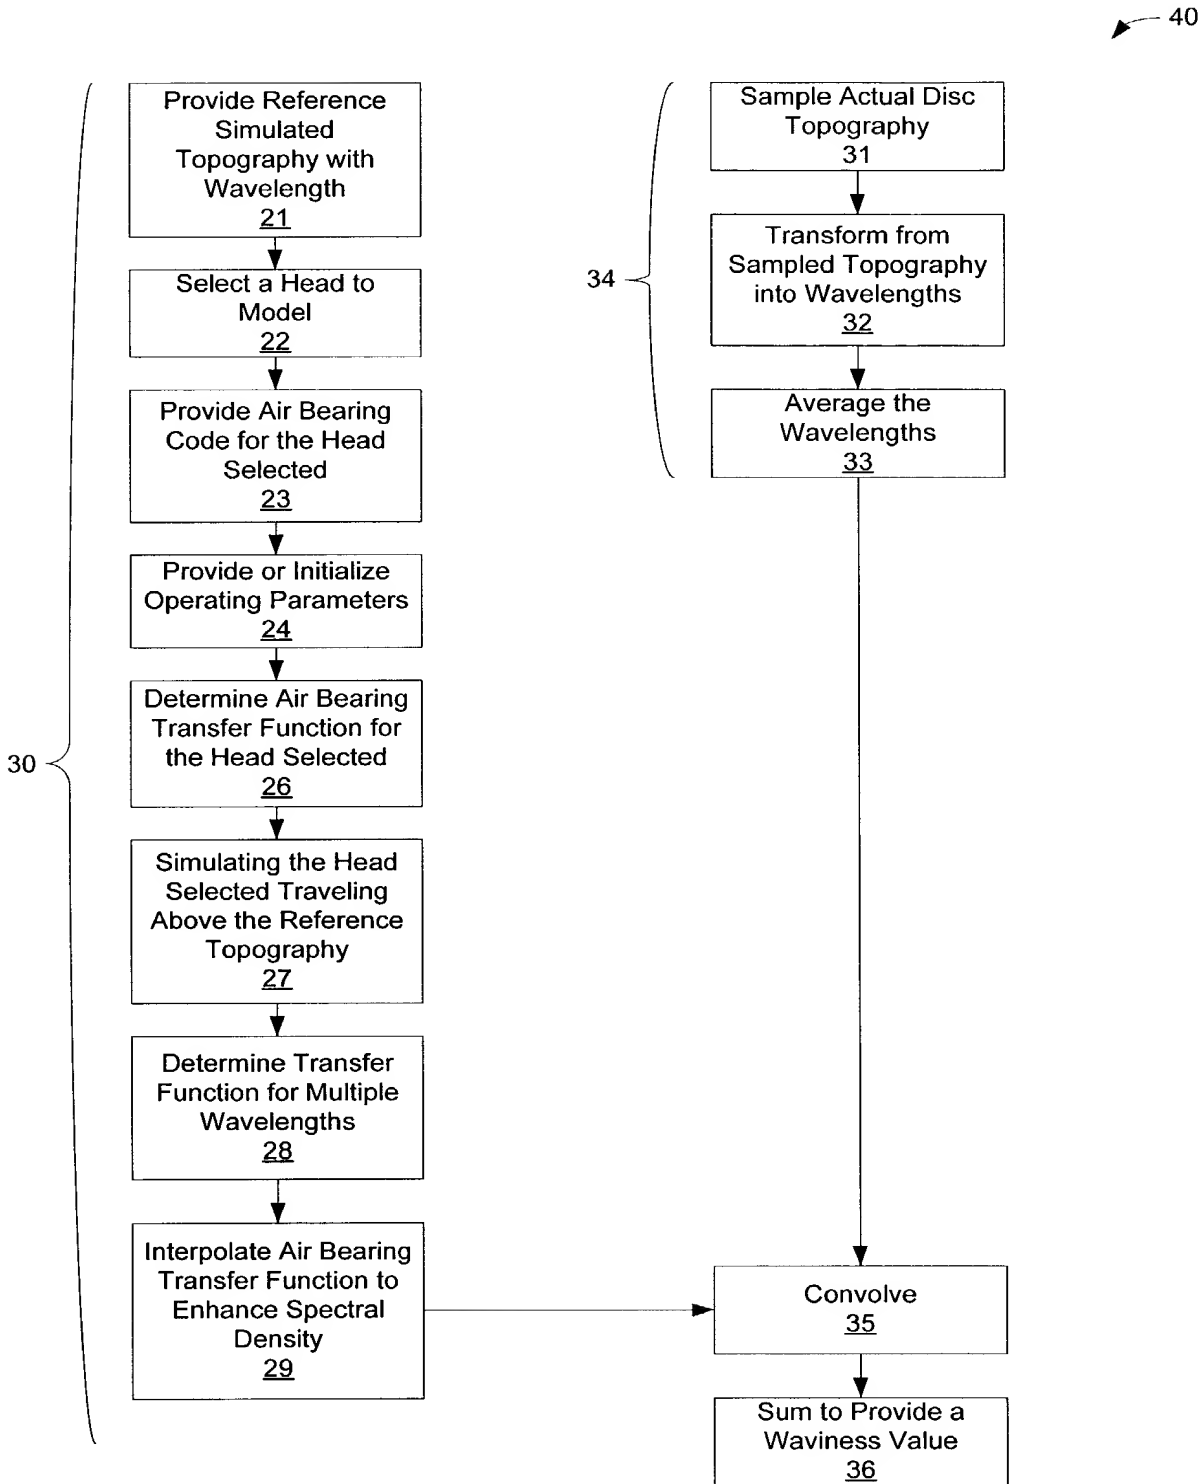 40
Provide Reference
Simulated
Topography with
Wavelength
21
Select a Head to
Model
22
Provide Air Bearing
Code for the Head
Selected
23
Provide or Initialize
Operating Parameters
24
Determine Air Bearing
Transfer Function for
the Head Selected
26
Simulating the Head
Selected Traveling
Above the Reference
Topography
27
Determine Transfer
Function for Multiple
Wavelengths
28
Interpolate Air Bearing
Transfer Function to
Enhance Spectral
Density
29
30
Sample Actual Disc
Topography
31
Transform from
Sampled Topography
into Wavelengths
32
Average the
Wavelengths
33
34
Convolve
35
Sum to Provide a
Waviness Value
36